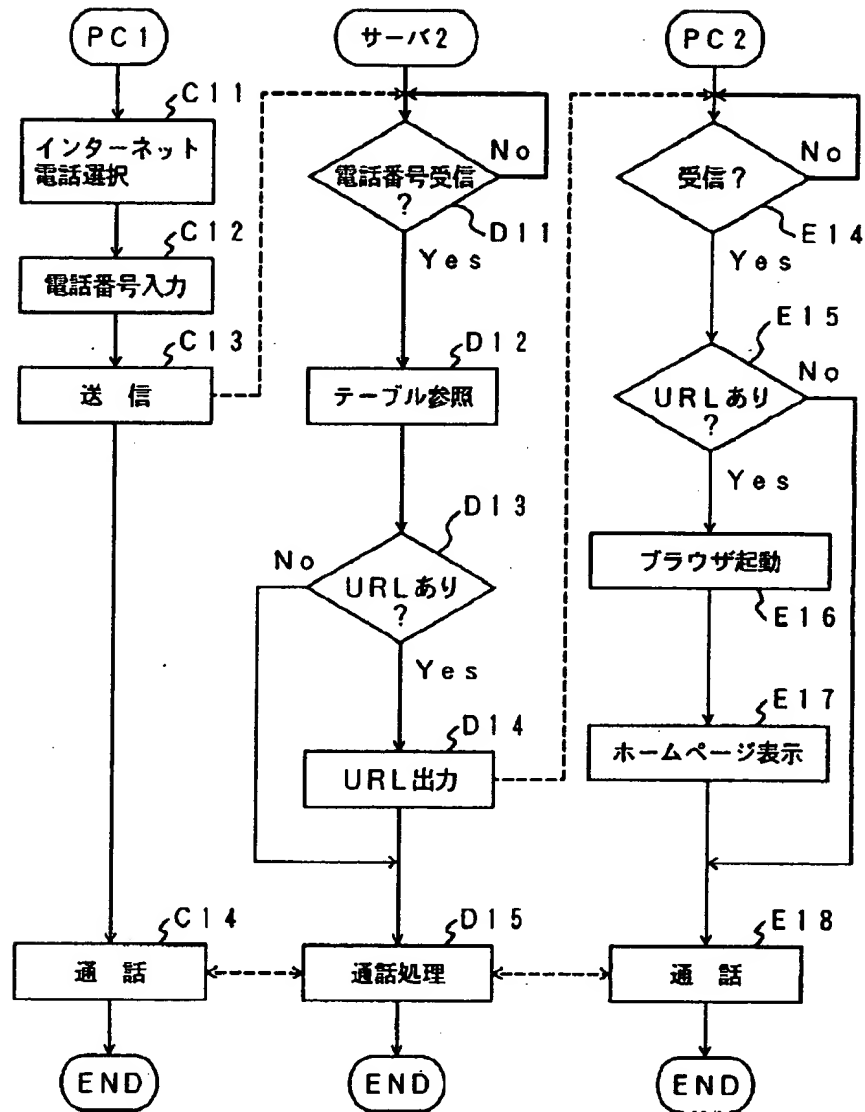 PC1
C11
インターネット
電話選択
C12
電話番号入力
C13
送 信
C14
通 話
END
サーバ2
No
電話番号受信
?
D11
Yes
D12
テーブル参照
D13
No
URLあり
?
Yes
D14
URL出力
D15
通話処理
END
PC2
No
受信?
E14
Yes
E15
No
URLあり
?
Yes
ブラウザ起動
E16
E17
ホームページ表示
E18
通 話
END